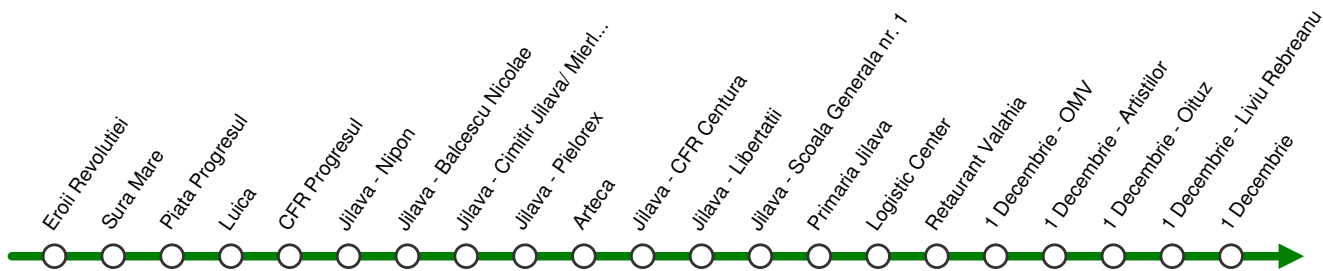 Eroii Revolutiei
Sura Mare
Piata Progresul
Luica
CFR Progresul
Jilava - Nipon
Jilava - Balcescu Nicolae
Jilava - Cimitir Jilava/ Mierl...
Jilava - Pielorex
Arteca
Jilava - CFR Centura
Jilava - Libertatii
Jilava - Scoala Generala nr. 1
Primaria Jilava
Logistic Center
Retaurant Valahia
1 Decembrie - OMV
1 Decembrie - Artistilor
1 Decembrie - Oituz
1 Decembrie - Liviu Rebreanu
1 Decembrie